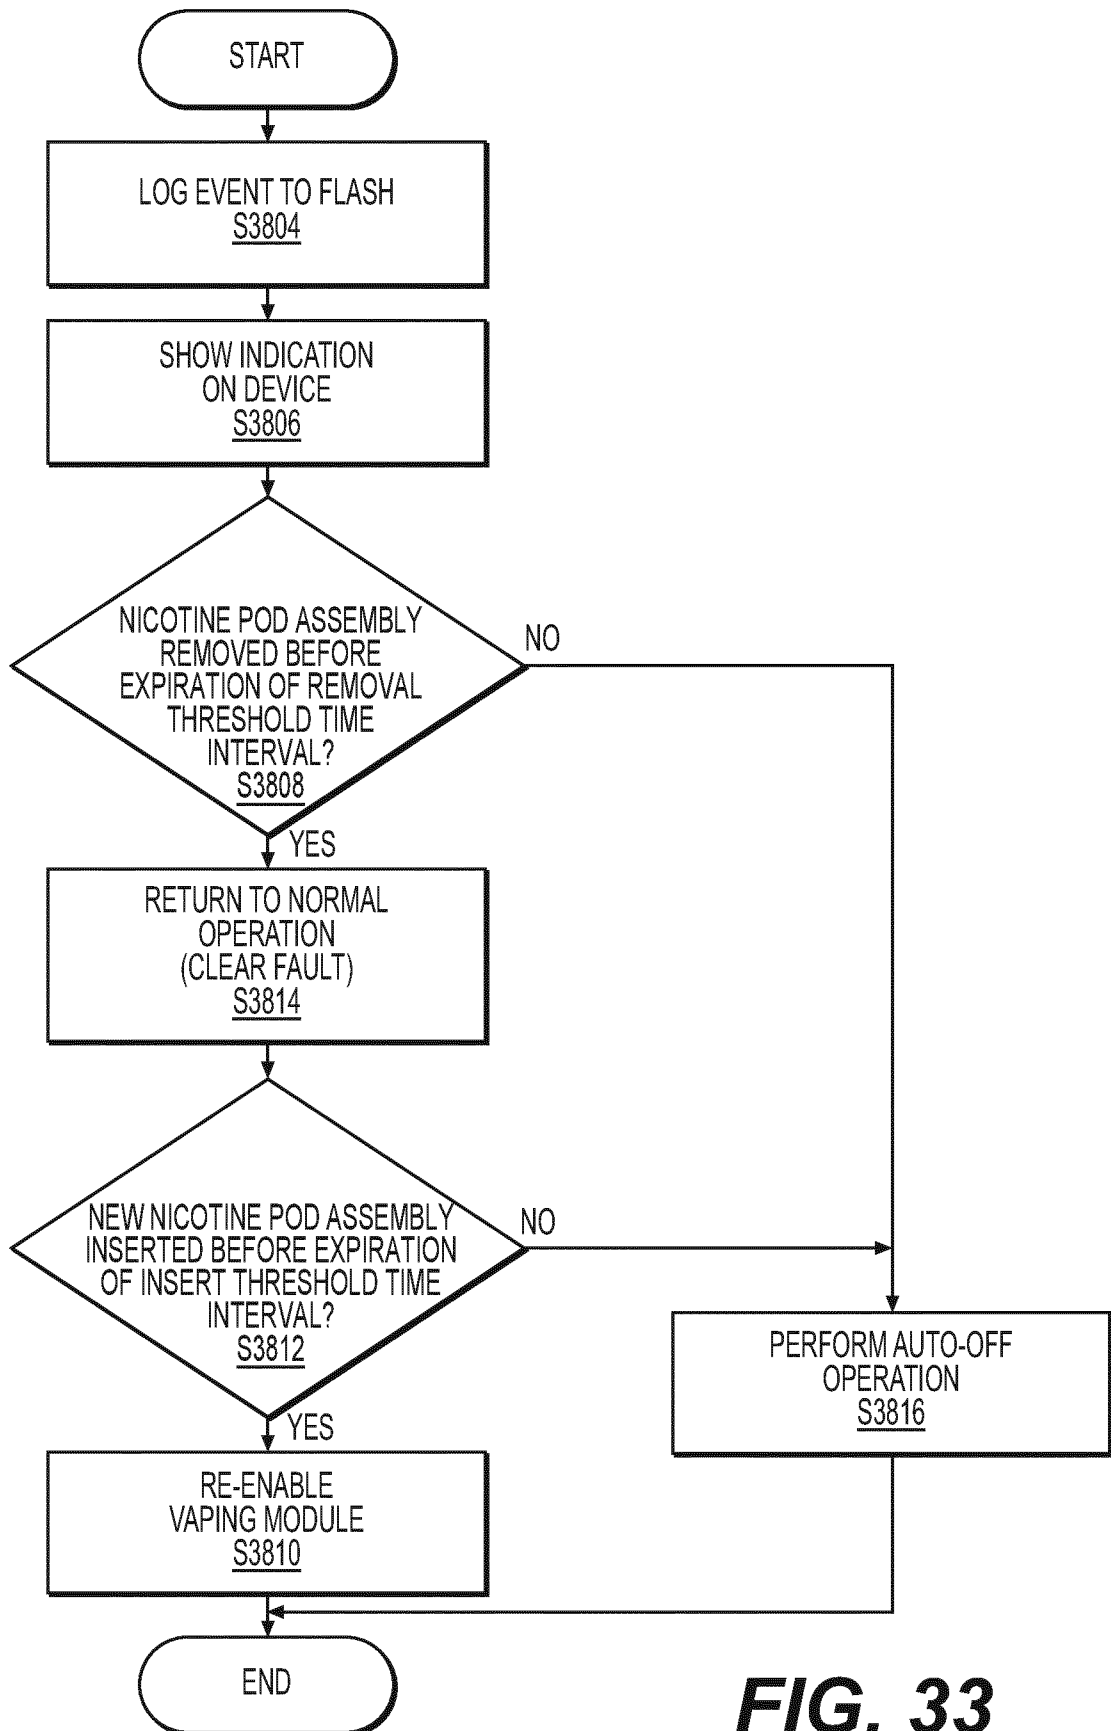 START
LOG EVENT TO FLASH
S3804
SHOW INDICATION
ON DEVICE
S3806
NICOTINE POD ASSEMBLY
REMOVED BEFORE
EXPIRATION OF REMOVAL
THRESHOLD TIME
INTERVAL?
S3808
NO
YES
RETURN TO NORMAL
OPERATION
(CLEAR FAULT)
S3814
NEW NICOTINE POD ASSEMBLY
INSERTED BEFORE EXPIRATION
OF INSERT THRESHOLD TIME
INTERVAL?
S3812
NO
YES
PERFORM AUTO-OFF
OPERATION
S3816
RE-ENABLE
VAPING MODULE
S3810
END
FIG. 33